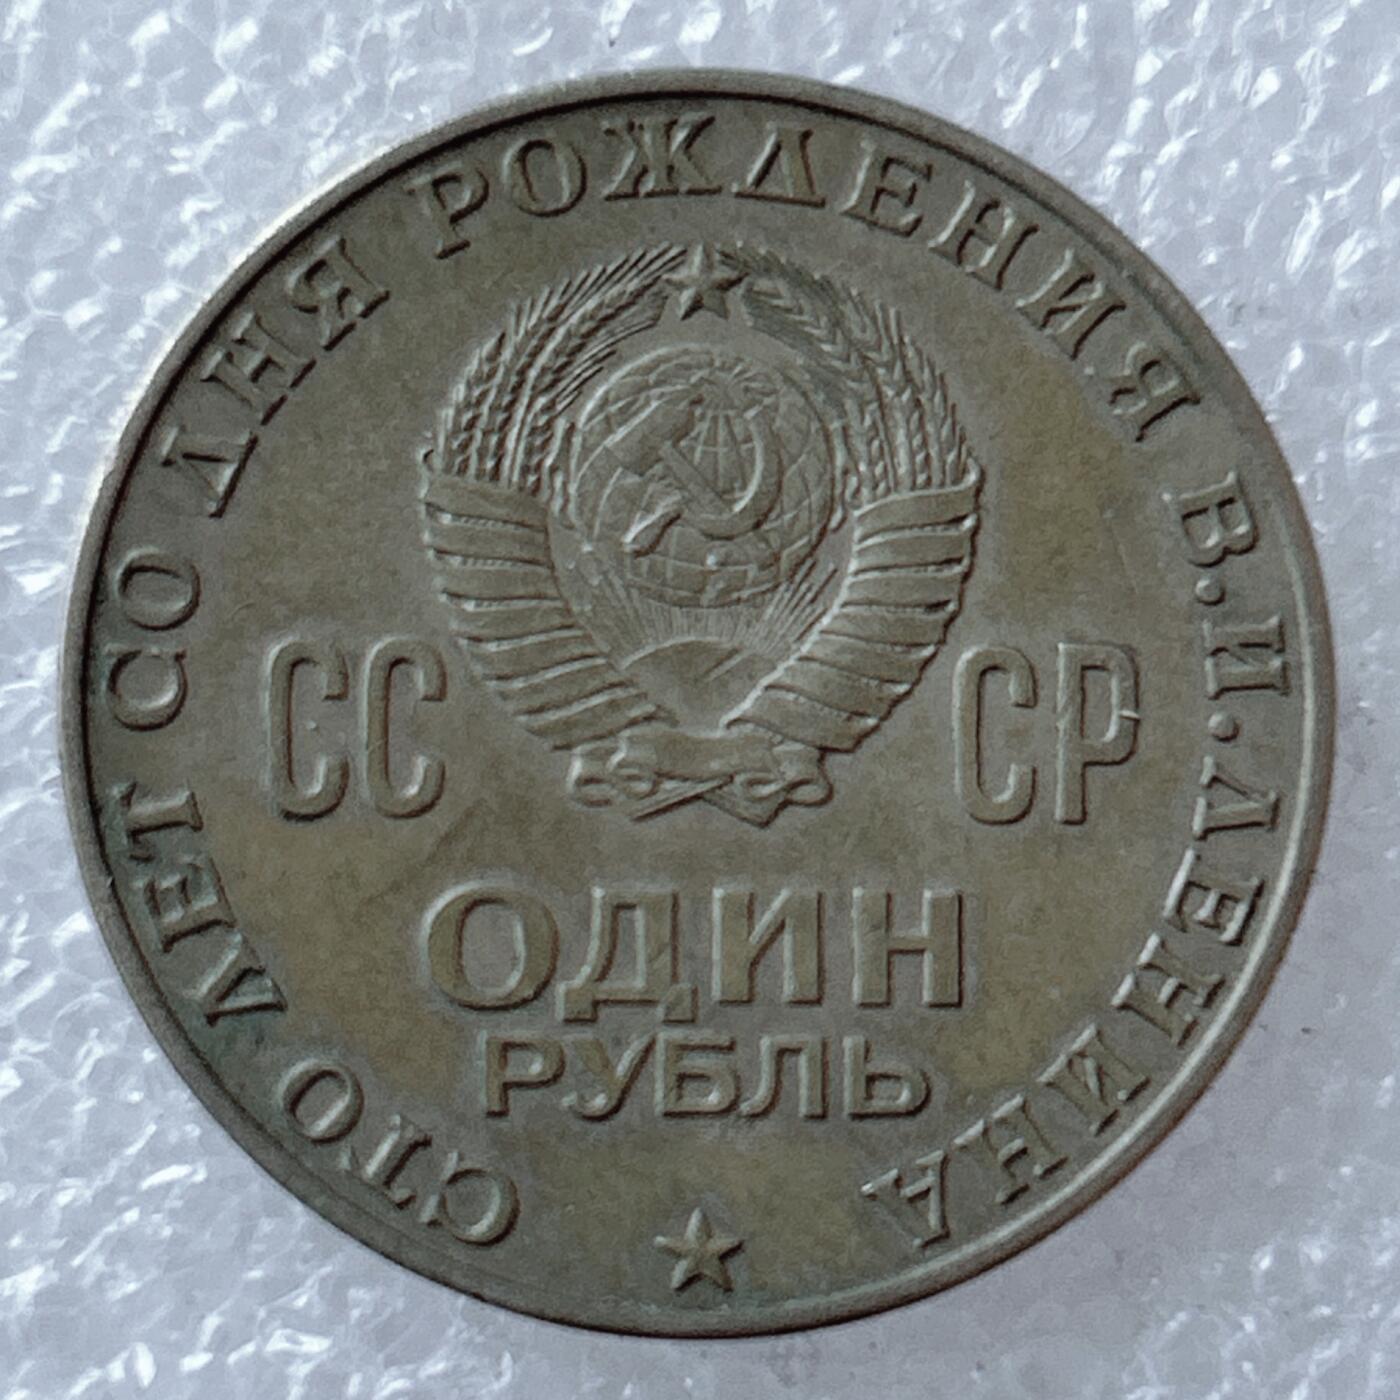 СТО ЛЕТ СО ДНЯ РОЖДЕНИЯ В.И.ЛЕНИНА
СС СР
ОДИН
РУБЛЬ